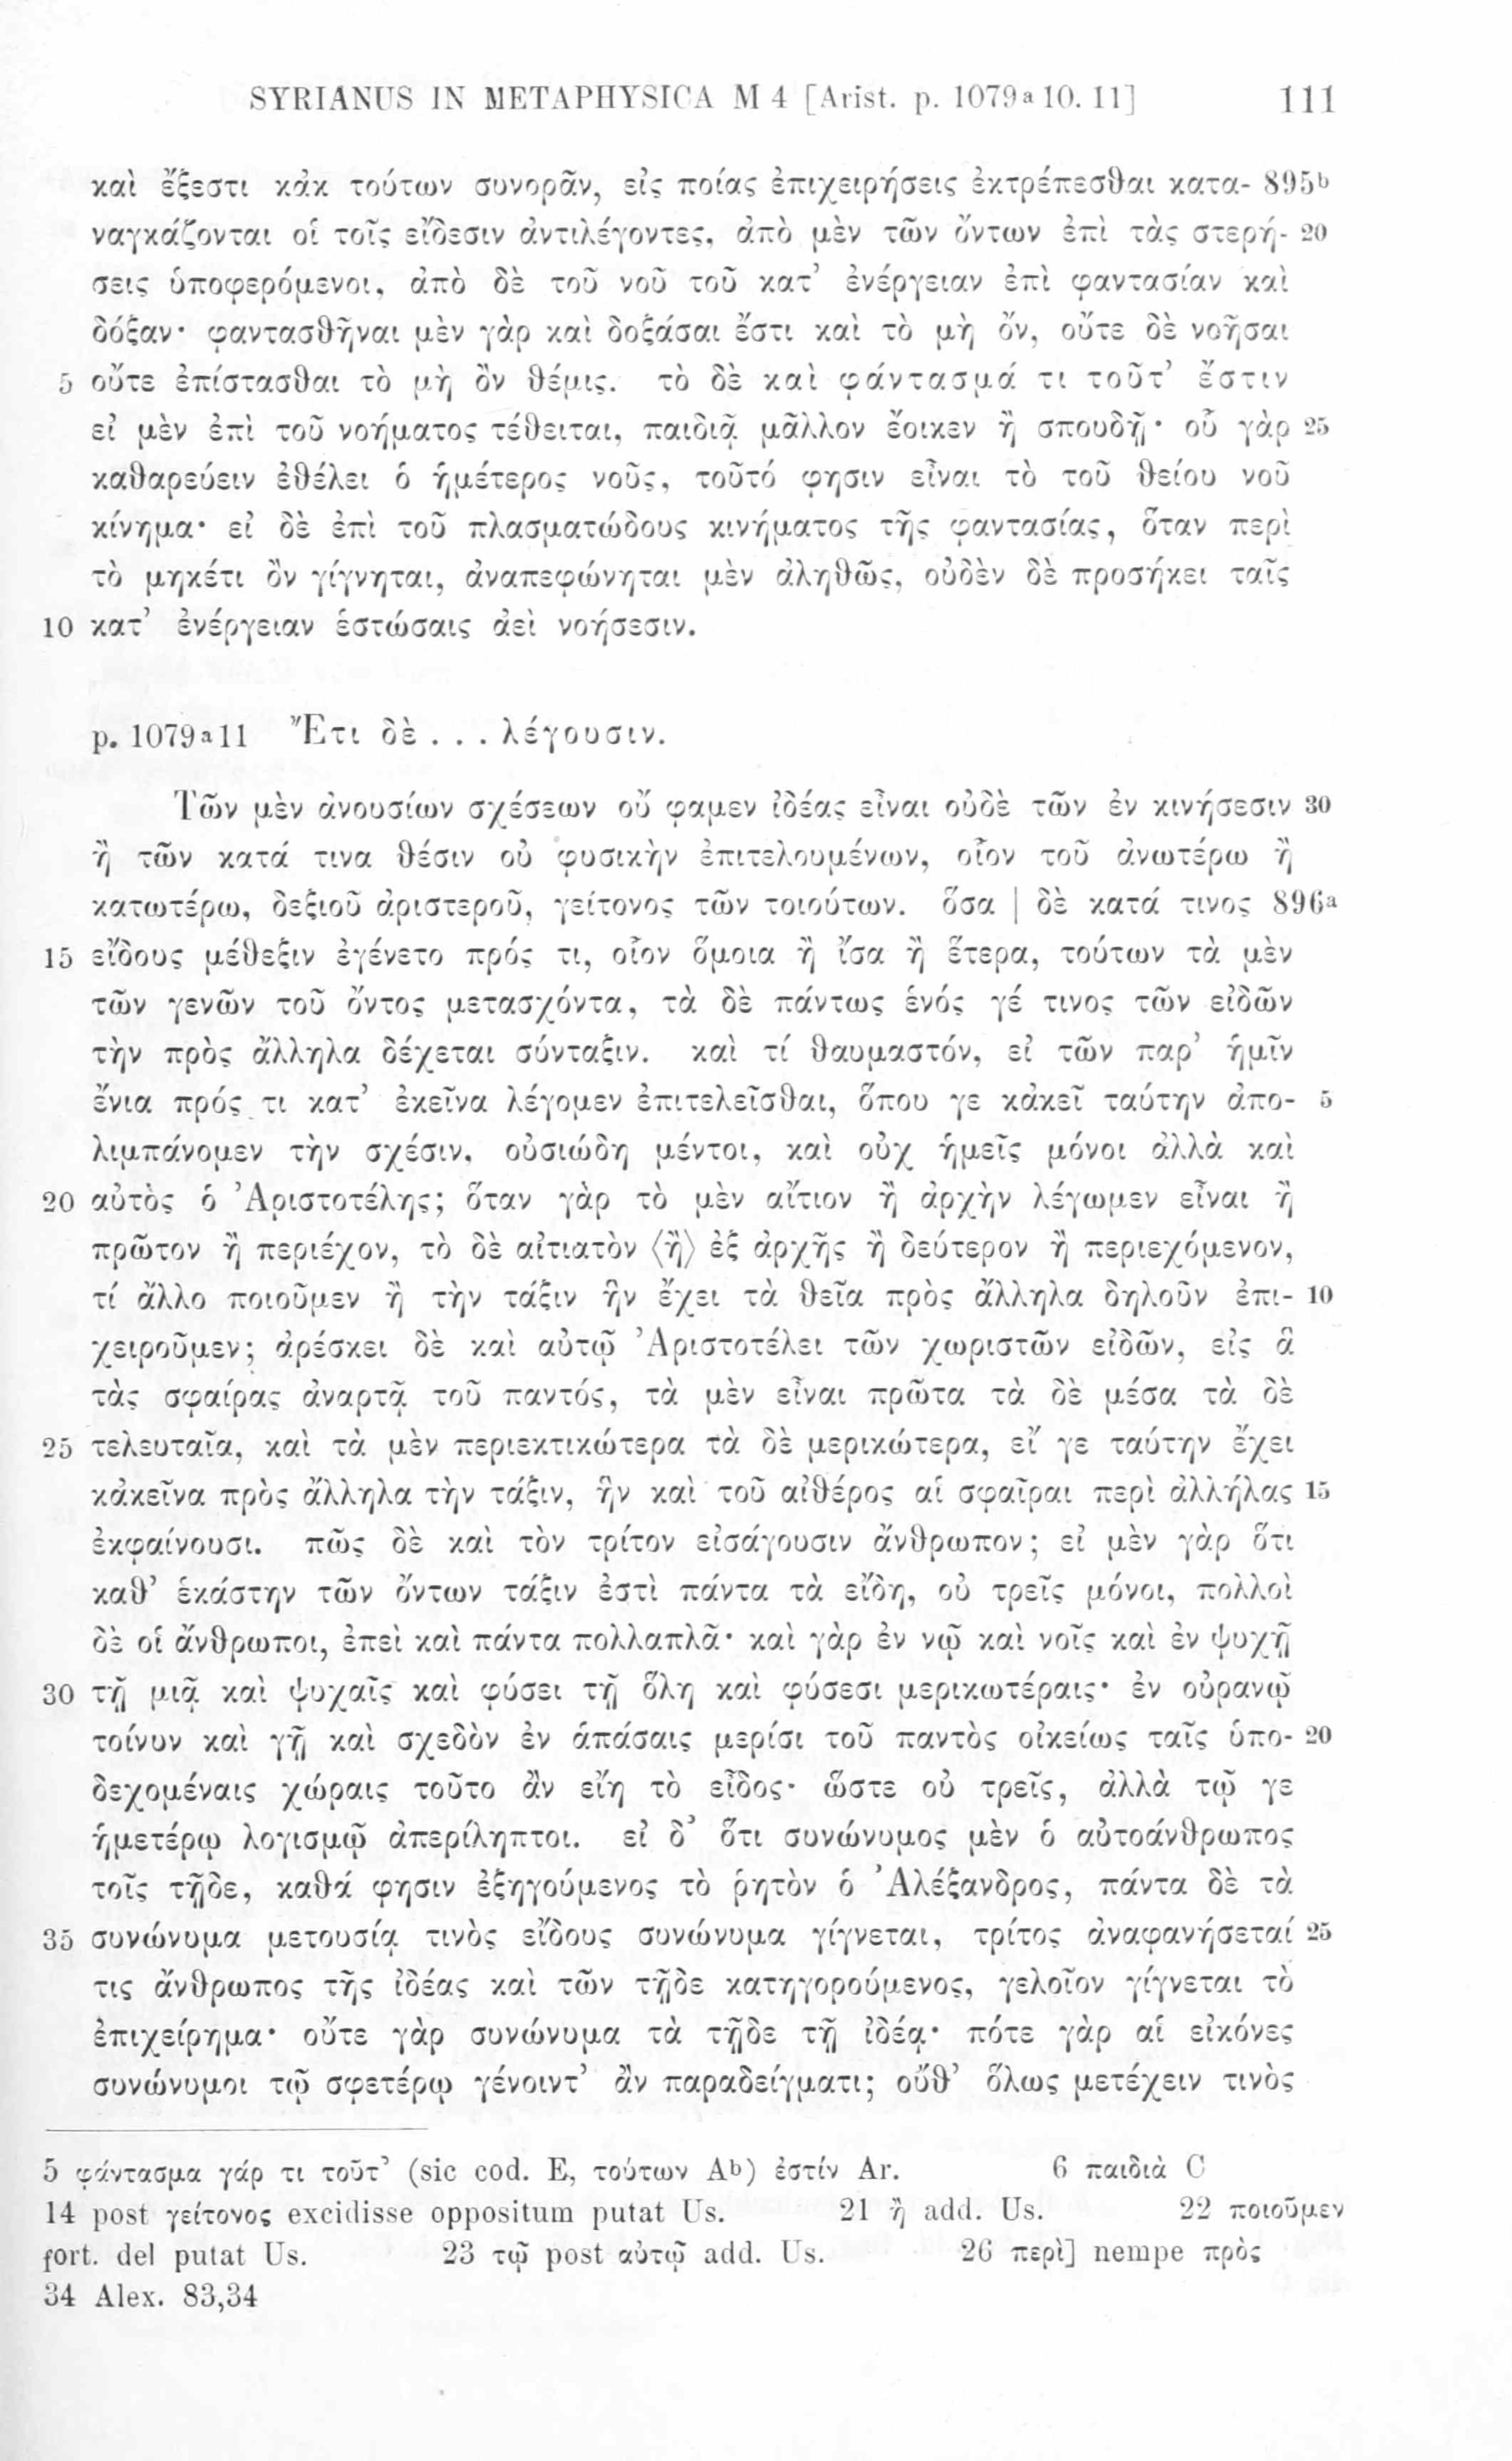 SYRIANUS IN METAPHYSICA M 4 [Arist. p. 1079a 10. 11] 111
καὶ ἔξεστι κἀκ τούτων συνορᾶν, εἰς ποίας ἐπιχειρήσεις ἐκτρέπεσθαι κατα- 895b
ναγκάζονται οἱ τοῖς εἴδεσιν ἀντιλέγοντες, ἀπὸ μὲν τῶν ὄντων ἐπὶ τὰς στερή- 20
σεις ὑποφερόμενοι, ἀπὸ δὲ τοῦ νοῦ τοῦ κατ’ ἐνέργειαν ἐπὶ φαντασίαν καὶ
δόξαν· φαντασθῆναι μὲν γὰρ καὶ δοξάσαι ἔστι καὶ τὸ μὴ ὄν, οὔτε δὲ νοῆσαι
5 οὔτε ἐπίστασθαι τὸ μὴ ὂν θέμις. τὸ δὲ καὶ φάντασμά τι τοῦτ’ ἔστιν
εἰ μὲν ἐπὶ τοῦ νοήματος τέθειται, παιδιᾷ μᾶλλον ἔοικεν ἢ σπουδῇ· οὗ γὰρ 25
καθαρεύειν ἐθέλει ὁ ἡμέτερος νοῦς, τοῦτό φησιν εἶναι τὸ τοῦ θείου νοῦ
κίνημα· εἰ δὲ ἐπὶ τοῦ πλασματώδους κινήματος τῆς φαντασίας, ὅταν περὶ
τὸ μηκέτι ὂν γίγνηται, ἀναπεφώνηται μὲν ἀληθῶς, οὐδὲν δὲ προσήκει ταῖς
10 κατ’ ἐνέργειαν ἑστώσαις ἀεὶ νοήσεσιν.
p. 1079a11 Ἔτι δὲ . . . λέγουσιν.
Τῶν μὲν ἀνουσίων σχέσεων οὔ φαμεν ἰδέας εἶναι οὐδὲ τῶν ἐν κινήσεσιν 30
ἢ τῶν κατά τινα θέσιν οὐ φυσικὴν ἐπιτελουμένων, οἷον τοῦ ἀνωτέρω ἢ
κατωτέρω, δεξιοῦ ἀριστεροῦ, γείτονος τῶν τοιούτων. ὅσα | δὲ κατά τινος 896a
15 εἴδους μέθεξιν ἐγένετο πρός τι, οἷον ὅμοια ἢ ἴσα ἢ ἕτερα, τούτων τὰ μὲν
τῶν γενῶν τοῦ ὄντος μετασχόντα, τὰ δὲ πάντως ἑνός γέ τινος τῶν εἰδῶν
τὴν πρὸς ἄλληλα δέχεται σύνταξιν. καὶ τί θαυμαστόν, εἰ τῶν παρ’ ἡμῖν
ἔνια πρός τι κατ’ ἐκεῖνα λέγομεν ἐπιτελεῖσθαι, ὅπου γε κἀκεῖ ταύτην ἀπο- 5
λιμπάνομεν τὴν σχέσιν, οὐσιώδη μέντοι, καὶ οὐχ ἡμεῖς μόνοι ἀλλὰ καὶ
20 αὐτὸς ὁ Ἀριστοτέλης; ὅταν γὰρ τὸ μὲν αἴτιον ἢ ἀρχὴν λέγωμεν εἶναι ἢ
πρῶτον ἢ περιέχον, τὸ δὲ αἰτιατὸν ⟨ἢ⟩ ἐξ ἀρχῆς ἢ δεύτερον ἢ περιεχόμενον,
τί ἄλλο ποιοῦμεν ἢ τὴν τάξιν ἣν ἔχει τὰ θεῖα πρὸς ἄλληλα δηλοῦν ἐπι- 10
χειροῦμεν; ἀρέσκει δὲ καὶ αὐτῷ Ἀριστοτέλει τῶν χωριστῶν εἰδῶν, εἰς ἃ
τὰς σφαίρας ἀναρτᾷ τοῦ παντός, τὰ μὲν εἶναι πρῶτα τὰ δὲ μέσα τὰ δὲ
25 τελευταῖα, καὶ τὰ μὲν περιεκτικώτερα τὰ δὲ μερικώτερα, εἴ γε ταύτην ἔχει
κἀκεῖνα πρὸς ἄλληλα τὴν τάξιν, ἣν καὶ τοῦ αἰθέρος αἱ σφαῖραι περὶ ἀλλήλας 15
ἐκφαίνουσι. πῶς δὲ καὶ τὸν τρίτον εἰσάγουσιν ἄνθρωπον; εἰ μὲν γὰρ ὅτι
καθ’ ἑκάστην τῶν ὄντων τάξιν ἐστὶ πάντα τὰ εἴδη, οὐ τρεῖς μόνοι, πολλοὶ
δὲ οἱ ἄνθρωποι, ἐπεὶ καὶ πάντα πολλαπλᾶ· καὶ γὰρ ἐν νῷ καὶ νοῖς καὶ ἐν ψυχῇ
30 τῇ μιᾷ καὶ ψυχαῖς καὶ φύσει τῇ ὅλῃ καὶ φύσεσι μερικωτέραις· ἐν οὐρανῷ
τοίνυν καὶ γῇ καὶ σχεδὸν ἐν ἁπάσαις μερίσι τοῦ παντὸς οἰκείως ταῖς ὑπο- 20
δεχομέναις χώραις τοῦτο ἂν εἴη τὸ εἶδος· ὥστε οὐ τρεῖς, ἀλλὰ τῷ γε
ἡμετέρῳ λογισμῷ ἀπερίληπτοι. εἰ δ’ ὅτι συνώνυμος μὲν ὁ αὐτοάνθρωπος
τοῖς τῇδε, καθά φησιν ἐξηγούμενος τὸ ῥητὸν ὁ Ἀλέξανδρος, πάντα δὲ τὰ
35 συνώνυμα μετουσίᾳ τινὸς εἴδους συνώνυμα γίγνεται, τρίτος ἀναφανήσεταί 25
τις ἄνθρωπος τῆς ἰδέας καὶ τῶν τῇδε κατηγορούμενος, γελοῖον γίγνεται τὸ
ἐπιχείρημα· οὔτε γὰρ συνώνυμα τὰ τῇδε τῇ ἰδέᾳ· πότε γὰρ αἱ εἰκόνες
συνώνυμοι τῷ σφετέρῳ γένοιντ’ ἂν παραδείγματι; οὔθ’ ὅλως μετέχειν τινὸς
5 φάντασμα γάρ τι τοῦτ’ (sic cod. E, τούτων Ab) ἐστίν Ar. 6 παιδιὰ C
14 post γείτονος excidisse oppositum putat Us. 21 ἢ add. Us. 22 ποιοῦμεν
fort. del putat Us. 23 τῷ post αὐτῷ add. Us. 26 περὶ] nempe πρὸς
34 Alex. 83,34